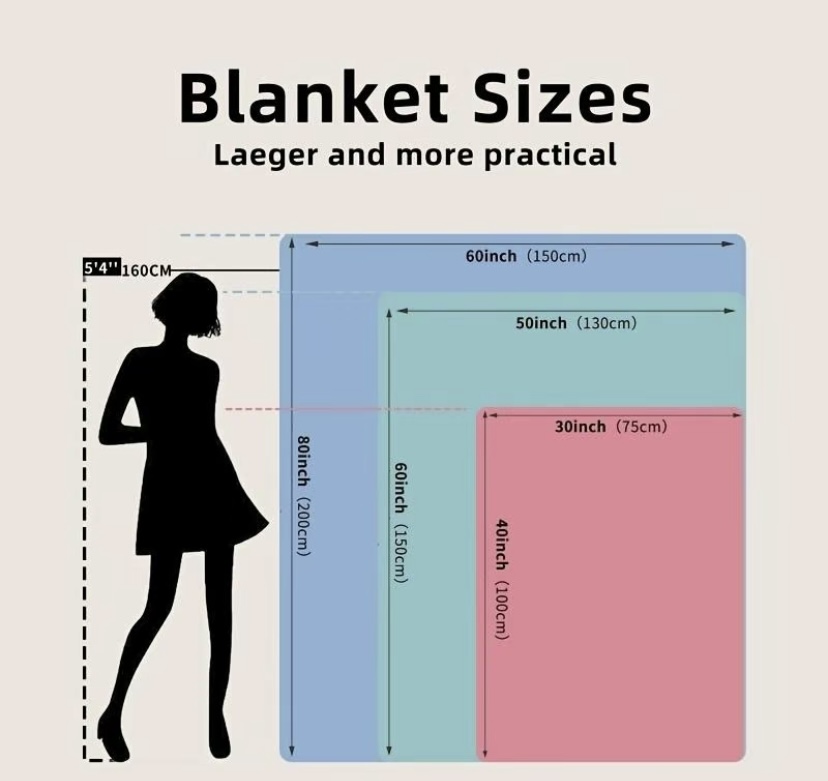 Blanket Sizes
Laeger and more practical
60inch（150cm）
5'4''160CM
50inch（130cm）
30inch（75cm）
80inch（200cm）
60inch（150cm）
40inch（100cm）